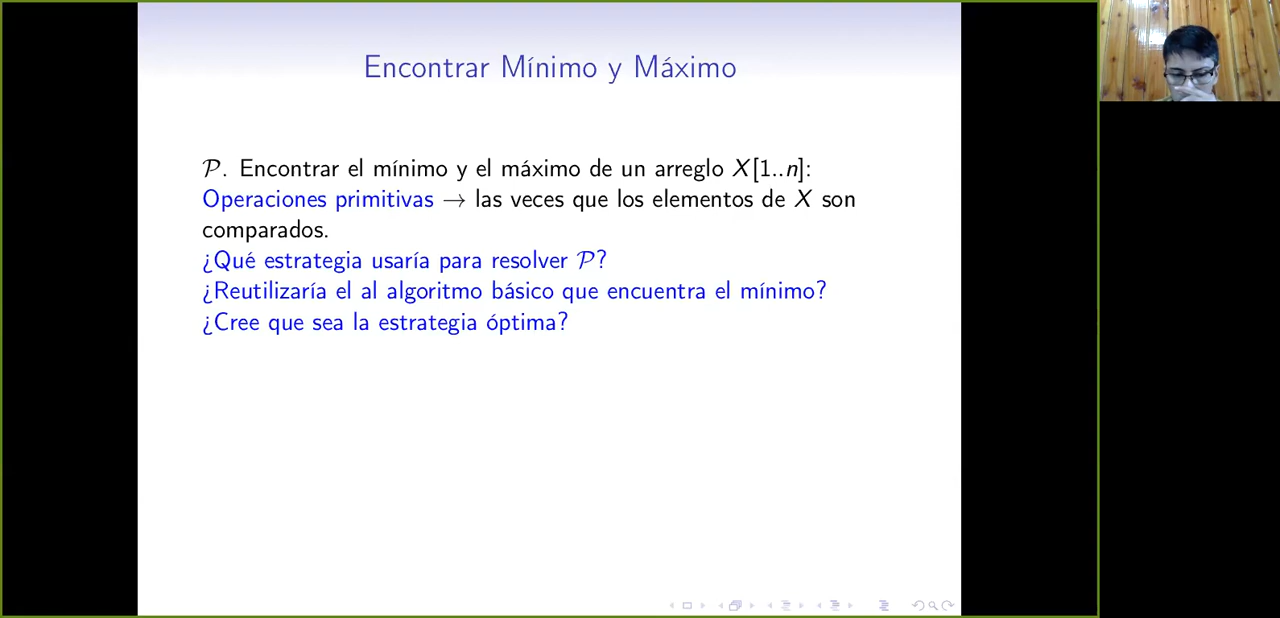 Encontrar Mínimo y Máximo
𝒫. Encontrar el mínimo y el máximo de un arreglo X[1..n]:
Operaciones primitivas → las veces que los elementos de X son
comparados.
¿Qué estrategia usaría para resolver 𝒫?
¿Reutilizaría el al algoritmo básico que encuentra el mínimo?
¿Cree que sea la estrategia óptima?